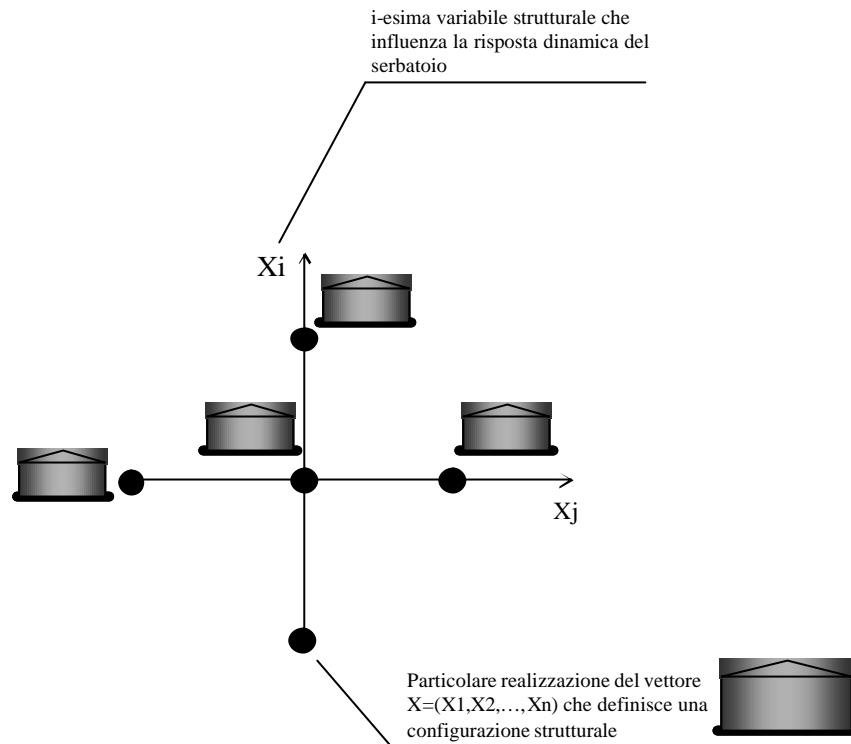 i-esima variabile strutturale che
influenza la risposta dinamica del
serbatoio
Xi
Xj
Particolare realizzazione del vettore
X=(X1,X2,…,Xn) che definisce una
configurazione strutturale